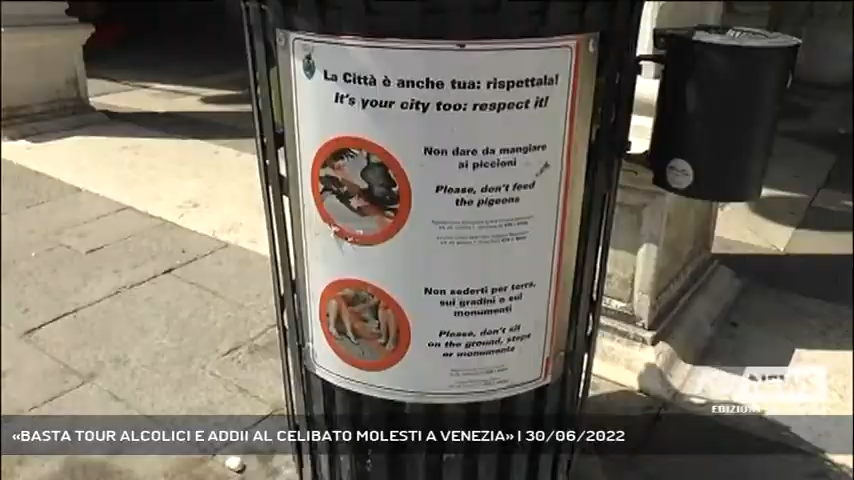 La Città è anche tua: rispettala!
It's your city too: respect it!
Non dare da mangiare
ai piccioni
Please, don't feed
the pigeons
Non sederti per terra,
sui gradini e sui
monumenti
Please, don't sit
on the ground, steps
or monuments
NEWS
EDIZIONE
«BASTA TOUR ALCOLICI E ADDII AL CELIBATO MOLESTI A VENEZIA» | 30/06/2022